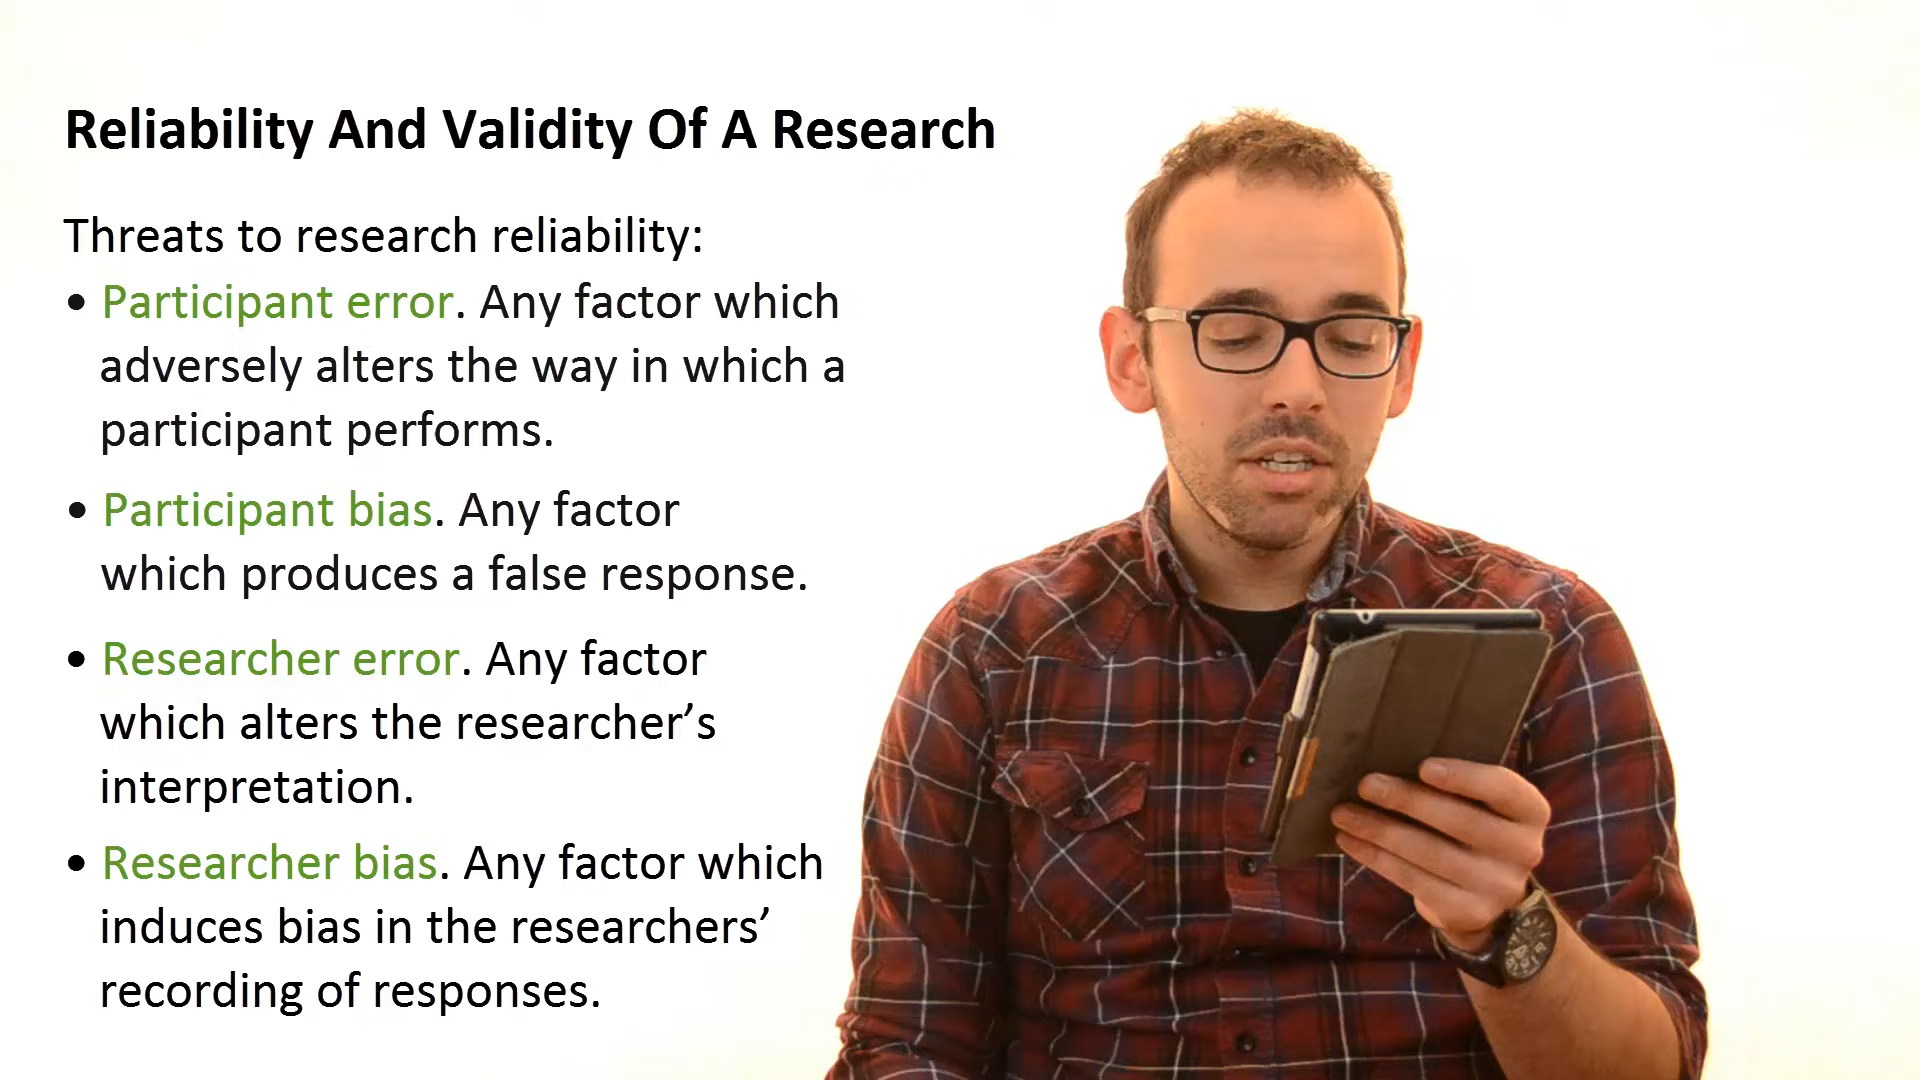 Reliability And Validity Of A Research
Threats to research reliability:
• Participant error. Any factor which
adversely alters the way in which a
participant performs.
• Participant bias. Any factor
which produces a false response.
• Researcher error. Any factor
which alters the researcher’s
interpretation.
• Researcher bias. Any factor which
induces bias in the researchers’
recording of responses.